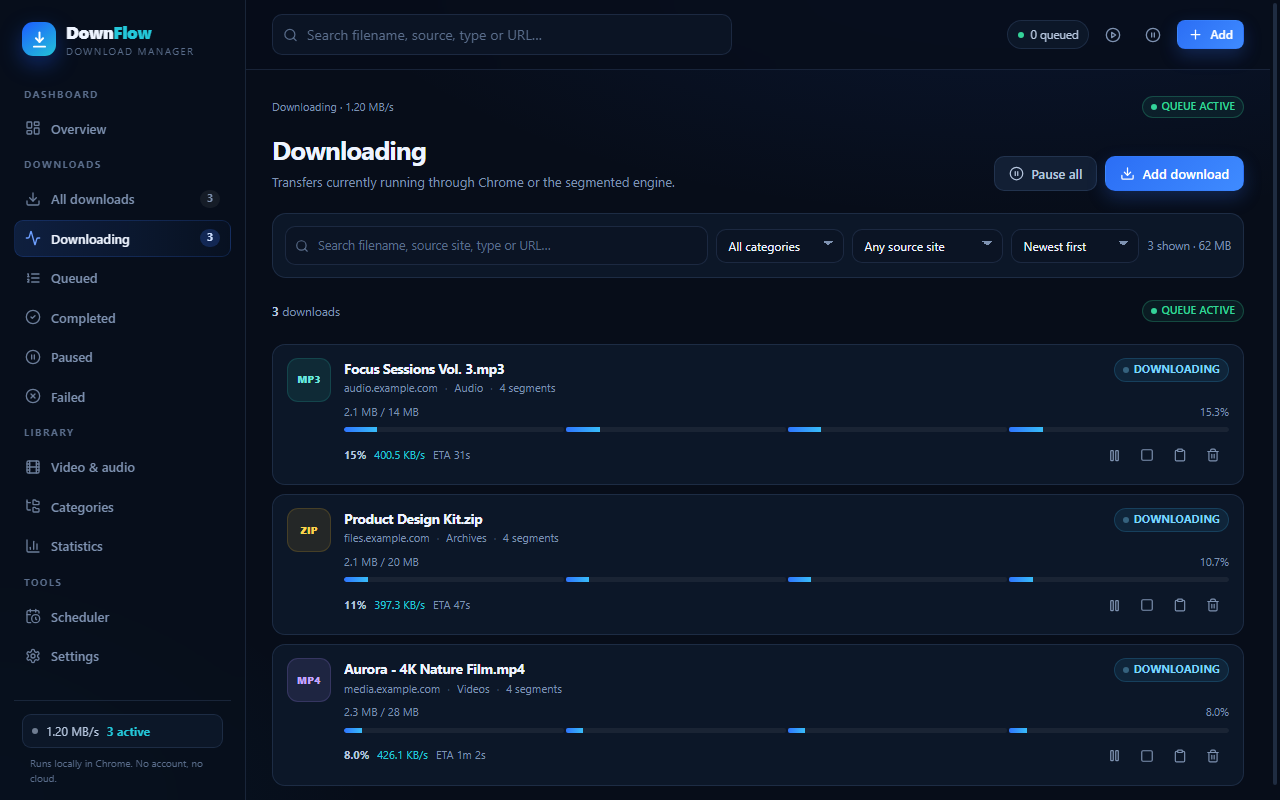 DownFlow
DOWNLOAD MANAGER
DASHBOARD
Overview
DOWNLOADS
All downloads 3
Downloading 3
Queued
Completed
Paused
Failed
LIBRARY
Video & audio
Categories
Statistics
TOOLS
Scheduler
Settings
1.20 MB/s 3 active
Runs locally in Chrome. No account, no
cloud.
Search filename, source, type or URL...
0 queued
Add
Downloading · 1.20 MB/s
QUEUE ACTIVE
Downloading
Transfers currently running through Chrome or the segmented engine.
Pause all
Add download
Search filename, source site, type or URL...
All categories
Any source site
Newest first
3 shown · 62 MB
3 downloads
QUEUE ACTIVE
MP3
Focus Sessions Vol. 3.mp3
DOWNLOADING
audio.example.com · Audio · 4 segments
2.1 MB / 14 MB
15.3%
15% 400.5 KB/s ETA 31s
ZIP
Product Design Kit.zip
DOWNLOADING
files.example.com · Archives · 4 segments
2.1 MB / 20 MB
10.7%
11% 397.3 KB/s ETA 47s
MP4
Aurora - 4K Nature Film.mp4
DOWNLOADING
media.example.com · Videos · 4 segments
2.3 MB / 28 MB
8.0%
8.0% 426.1 KB/s ETA 1m 2s